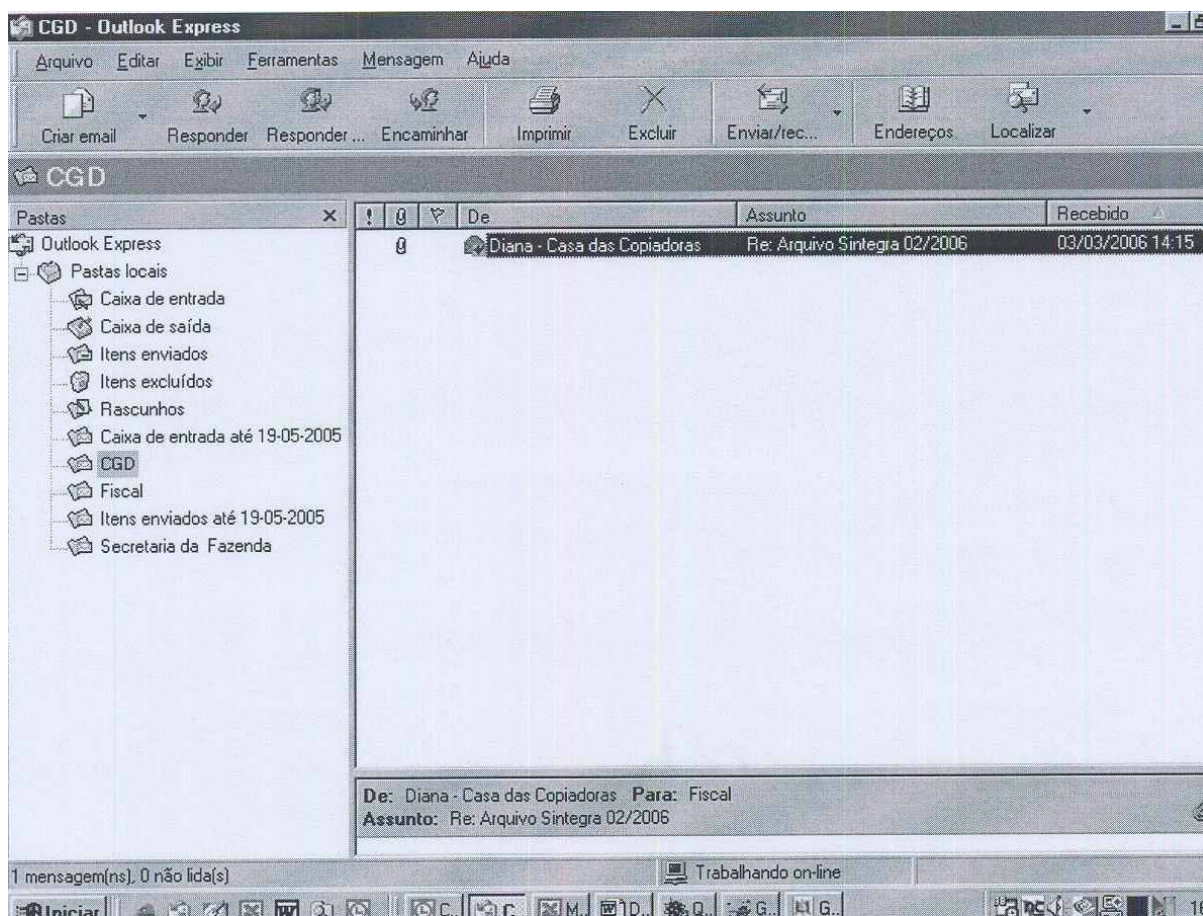 CGD - Outlook Express
Arquivo Editar Exibir Ferramentas Mensagem Ajuda
Criar email Responder Responder ... Encaminhar Imprimir Excluir Enviar/rec... Endereços Localizar
CGD
Pastas x ! De Assunto Recebido
Outlook Express Diana - Casa das Copiadoras Re: Arquivo Sintegra 02/2006 03/03/2006 14:15
Pastas locais
Caixa de entrada
Caixa de saída
Itens enviados
Itens excluídos
Rascunhos
Caixa de entrada até 19-05-2005
CGD
Fiscal
Itens enviados até 19-05-2005
Secretaria da Fazenda
De: Diana - Casa das Copiadoras Para: Fiscal
Assunto: Re: Arquivo Sintegra 02/2006
1 mensagem(ns), 0 não lida(s) Trabalhando on-line
Iniciar C.. C.. M.. D.. Q.. G.. G..